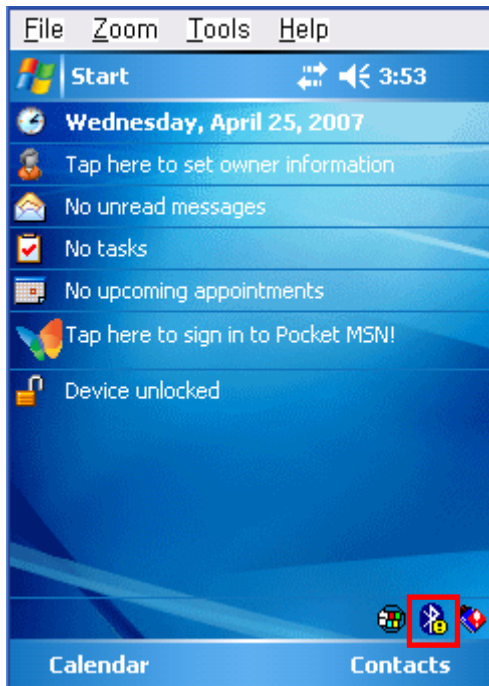 File Zoom Tools Help
Start 3:53
Wednesday, April 25, 2007
Tap here to set owner information
No unread messages
No tasks
No upcoming appointments
Tap here to sign in to Pocket MSN!
Device unlocked
Calendar Contacts